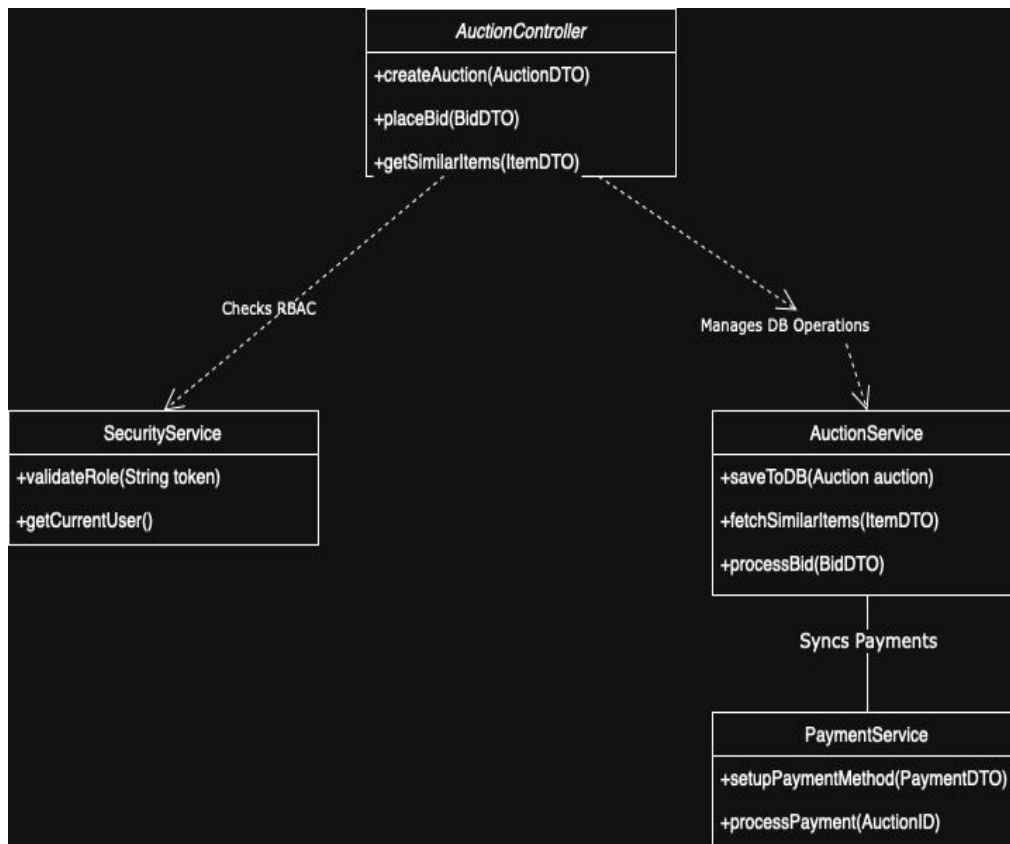 AuctionController
+createAuction(AuctionDTO)
+placeBid(BidDTO)
+getSimilarItems(ItemDTO)
Checks RBAC
Manages DB Operations
SecurityService
+validateRole(String token)
+getCurrentUser()
AuctionService
+saveToDB(Auction auction)
+fetchSimilarItems(ItemDTO)
+processBid(BidDTO)
Syncs Payments
PaymentService
+setupPaymentMethod(PaymentDTO)
+processPayment(AuctionID)